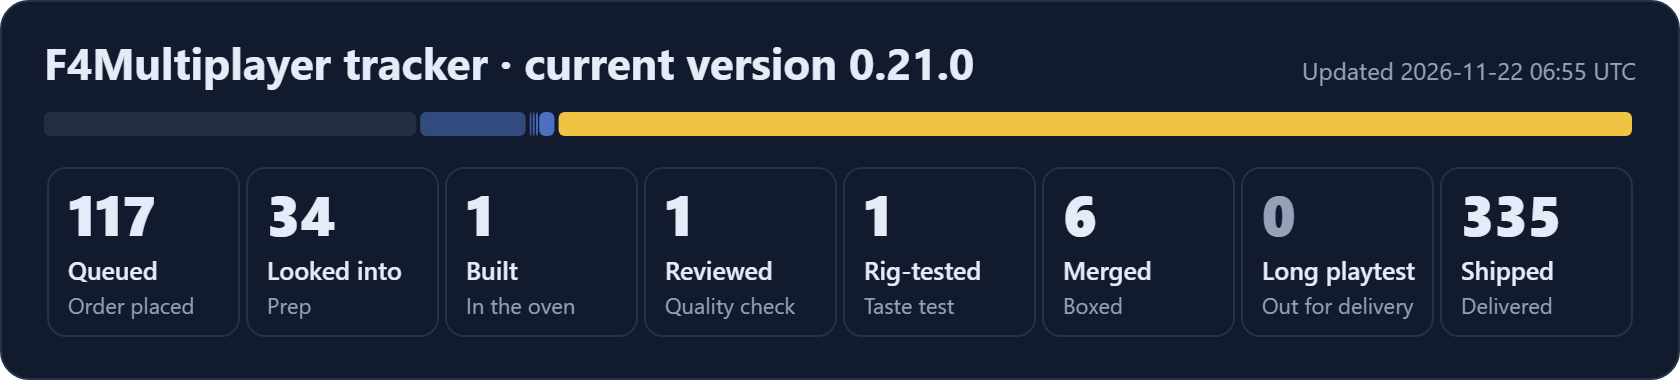 F4Multiplayer tracker · current version 0.21.0
Updated 2026-11-22 06:55 UTC
117
Queued
Order placed
34
Looked into
Prep
1
Built
In the oven
1
Reviewed
Quality check
1
Rig-tested
Taste test
6
Merged
Boxed
0
Long playtest
Out for delivery
335
Shipped
Delivered